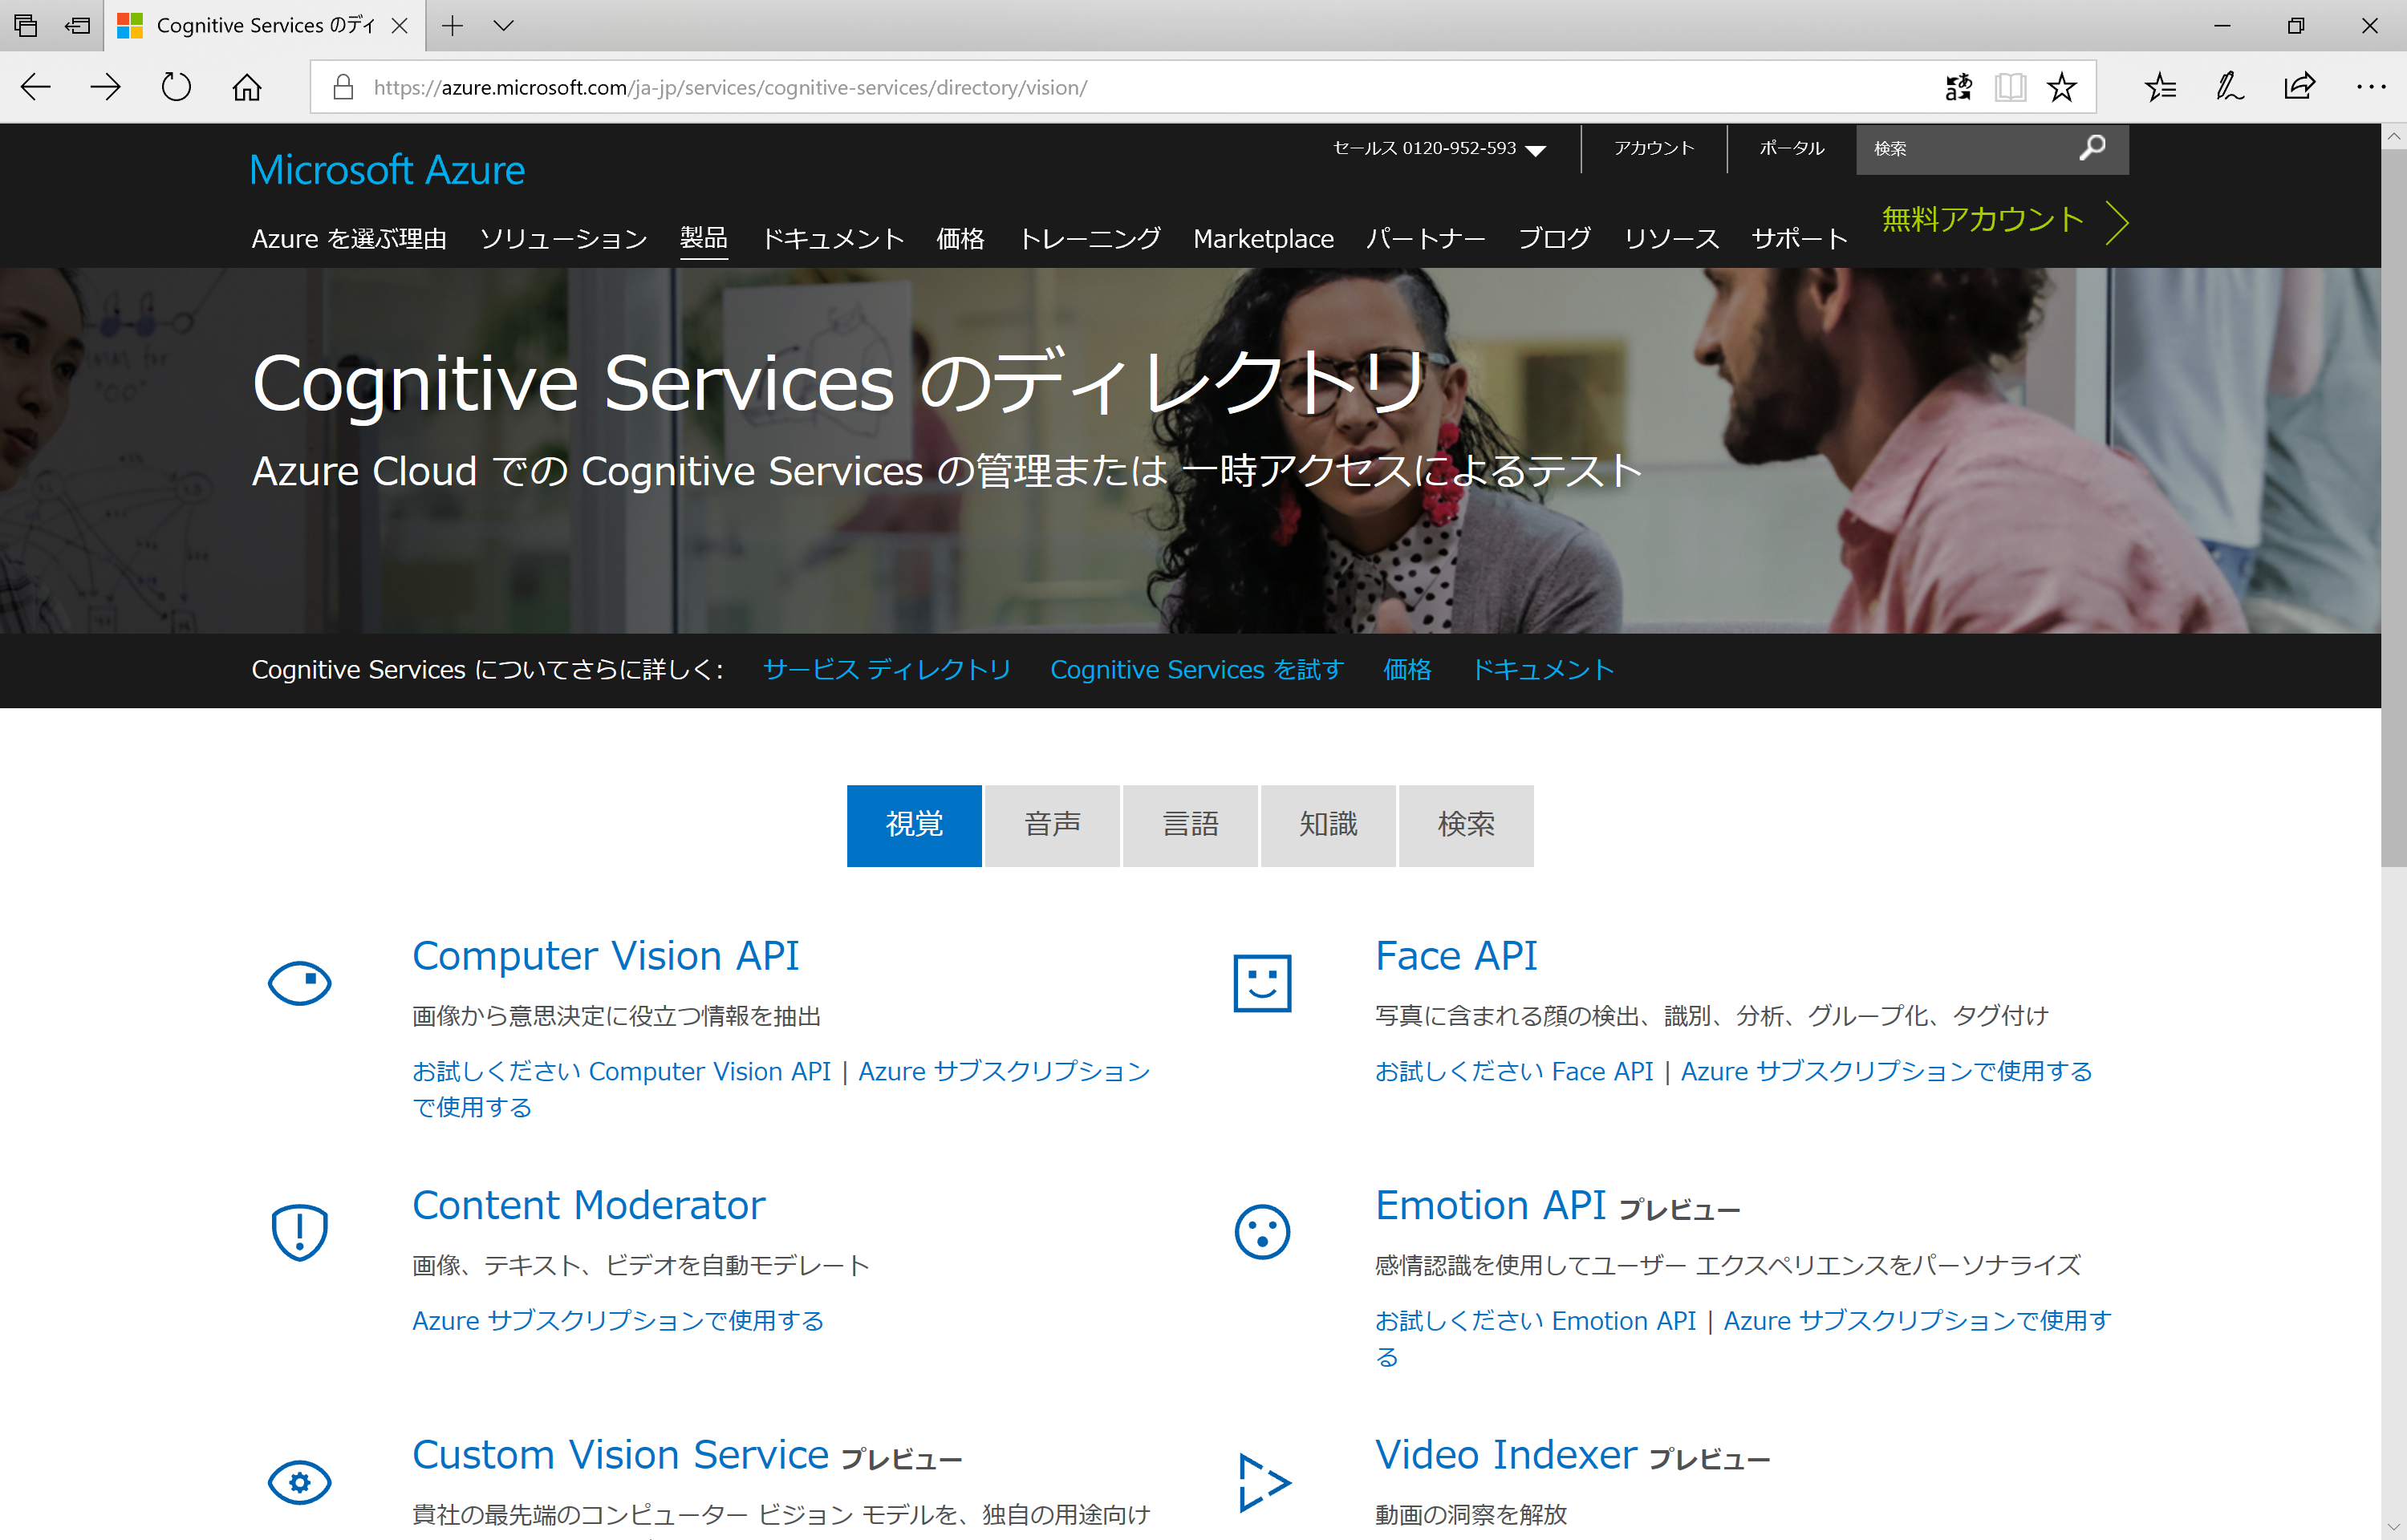 Cognitive Services のディ
https://azure.microsoft.com/ja-jp/services/cognitive-services/directory/vision/
セールス 0120-952-593
アカウント
ポータル
検索
Microsoft Azure
無料アカウント
Azure を選ぶ理由
ソリューション
製品
ドキュメント
価格
トレーニング
Marketplace
パートナー
ブログ
リソース
サポート
Cognitive Services のディレクトリ
Azure Cloud での Cognitive Services の管理または 一時アクセスによるテスト
Cognitive Services についてさらに詳しく:
サービス ディレクトリ
Cognitive Services を試す
価格
ドキュメント
視覚
音声
言語
知識
検索
Computer Vision API
画像から意思決定に役立つ情報を抽出
お試しください Computer Vision API | Azure サブスクリプション
で使用する
Face API
写真に含まれる顔の検出、識別、分析、グループ化、タグ付け
お試しください Face API | Azure サブスクリプションで使用する
Content Moderator
画像、テキスト、ビデオを自動モデレート
Azure サブスクリプションで使用する
Emotion API プレビュー
感情認識を使用してユーザー エクスペリエンスをパーソナライズ
お試しください Emotion API | Azure サブスクリプションで使用す
る
Custom Vision Service プレビュー
貴社の最先端のコンピューター ビジョン モデルを、独自の用途向け
Video Indexer プレビュー
動画の洞察を解放